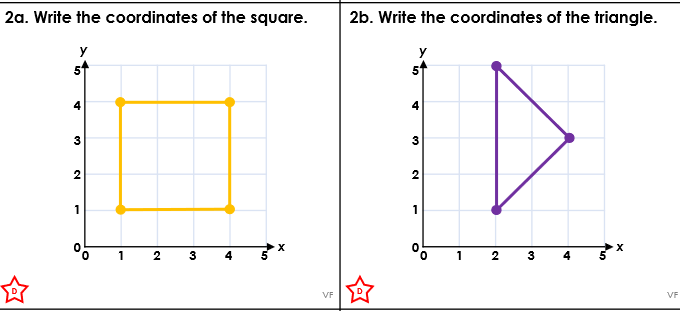 2a. Write the coordinates of the square.
y
5
4
3
2
1
0
0 1 2 3 4 5 x
D
VF
2b. Write the coordinates of the triangle.
y
5
4
3
2
1
0
0 1 2 3 4 5 x
D
VF